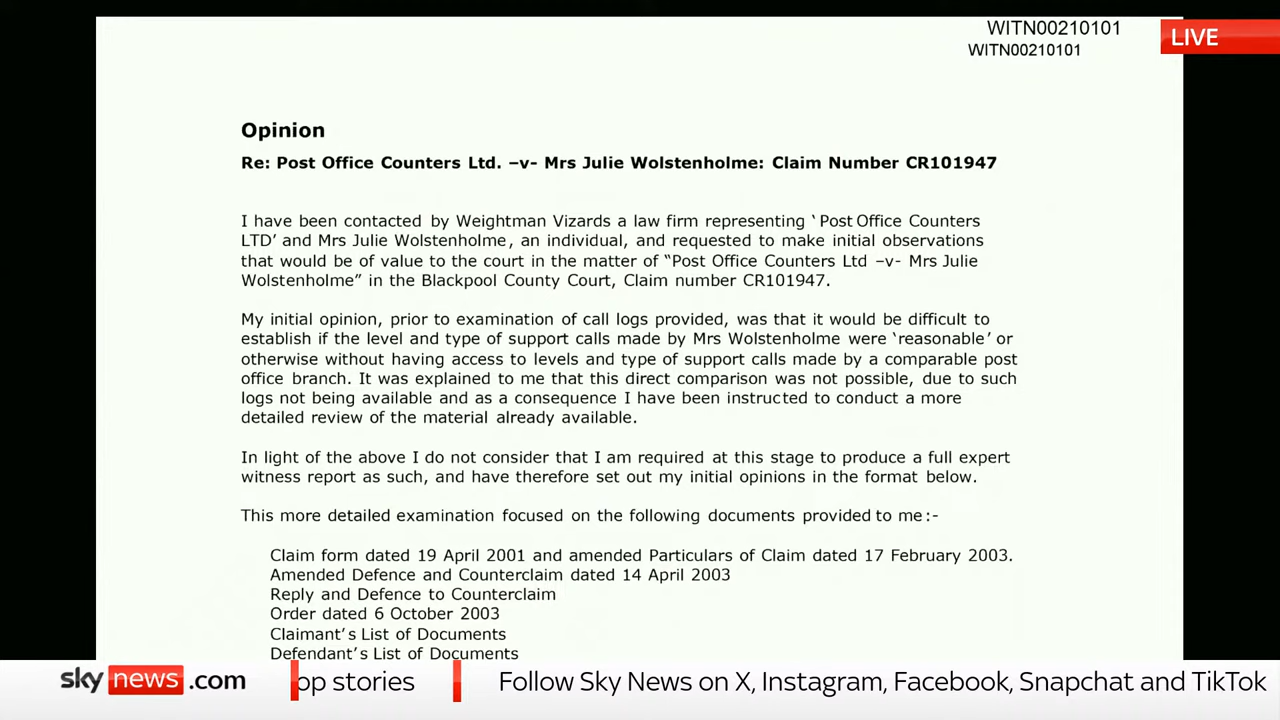 WITN00210101
WITN00210101
LIVE
Opinion
Re: Post Office Counters Ltd. –v- Mrs Julie Wolstenholme: Claim Number CR101947
I have been contacted by Weightman Vizards a law firm representing ‘Post Office Counters
LTD’ and Mrs Julie Wolstenholme, an individual, and requested to make initial observations
that would be of value to the court in the matter of “Post Office Counters Ltd –v- Mrs Julie
Wolstenholme” in the Blackpool County Court, Claim number CR101947.
My initial opinion, prior to examination of call logs provided, was that it would be difficult to
establish if the level and type of support calls made by Mrs Wolstenholme were ‘reasonable’ or
otherwise without having access to levels and type of support calls made by a comparable post
office branch. It was explained to me that this direct comparison was not possible, due to such
logs not being available and as a consequence I have been instructed to conduct a more
detailed review of the material already available.
In light of the above I do not consider that I am required at this stage to produce a full expert
witness report as such, and have therefore set out my initial opinions in the format below.
This more detailed examination focused on the following documents provided to me:-
Claim form dated 19 April 2001 and amended Particulars of Claim dated 17 February 2003.
Amended Defence and Counterclaim dated 14 April 2003
Reply and Defence to Counterclaim
Order dated 6 October 2003
Claimant’s List of Documents
Defendant’s List of Documents
sky news .com
op stories
Follow Sky News on X, Instagram, Facebook, Snapchat and TikTok